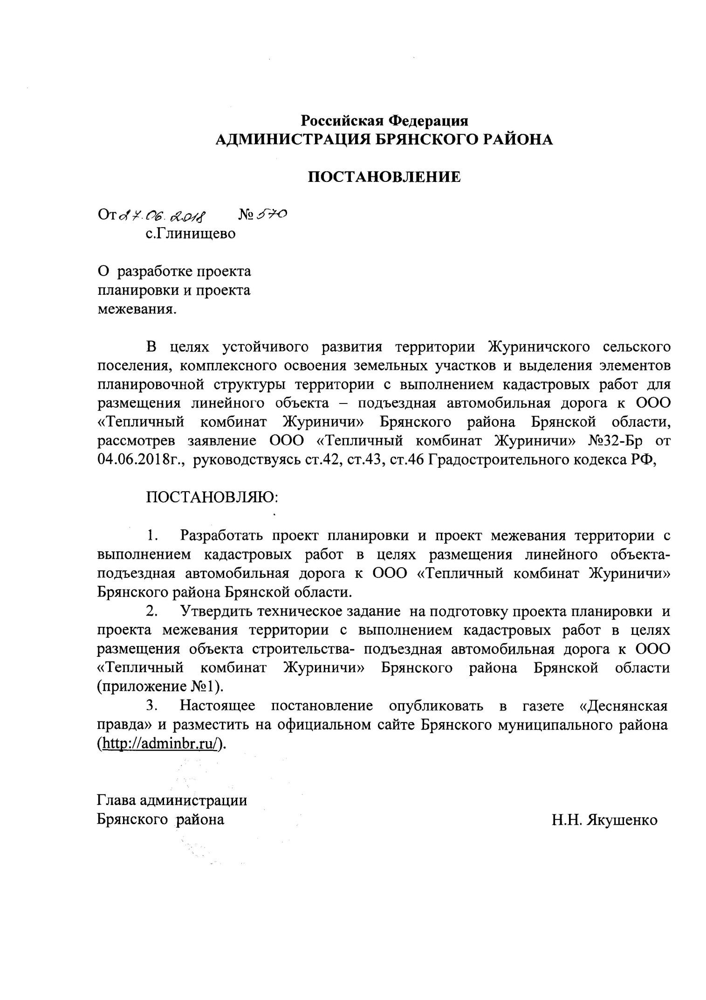 Российская Федерация
АДМИНИСТРАЦИЯ БРЯНСКОГО РАЙОНА
ПОСТАНОВЛЕНИЕ
От 27.06.2018 № 570
с.Глинищево
О разработке проекта
планировки и проекта
межевания.
В целях устойчивого развития территории Журиничского сельского
поселения, комплексного освоения земельных участков и выделения элементов
планировочной структуры территории с выполнением кадастровых работ для
размещения линейного объекта – подъездная автомобильная дорога к ООО
«Тепличный комбинат Журиничи» Брянского района Брянской области,
рассмотрев заявление ООО «Тепличный комбинат Журиничи» №32-Бр от
04.06.2018г., руководствуясь ст.42, ст.43, ст.46 Градостроительного кодекса РФ,
ПОСТАНОВЛЯЮ:
1. Разработать проект планировки и проект межевания территории с
выполнением кадастровых работ в целях размещения линейного объекта-
подъездная автомобильная дорога к ООО «Тепличный комбинат Журиничи»
Брянского района Брянской области.
2. Утвердить техническое задание на подготовку проекта планировки и
проекта межевания территории с выполнением кадастровых работ в целях
размещения объекта строительства- подъездная автомобильная дорога к ООО
«Тепличный комбинат Журиничи» Брянского района Брянской области
(приложение №1).
3. Настоящее постановление опубликовать в газете «Деснянская
правда» и разместить на официальном сайте Брянского муниципального района
(http://adminbr.ru/).
Глава администрации
Брянского района Н.Н. Якушенко